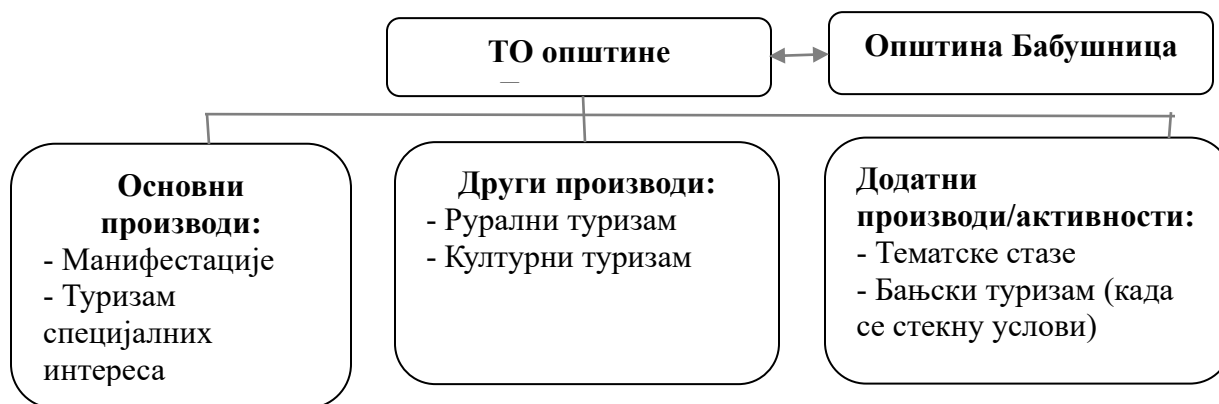 ТО општине
Општина Бабушница
Основни
производи:
- Манифестације
- Туризам
специјалних
интереса
Други производи:
- Рурални туризам
- Културни туризам
Додатни
производи/активности:
- Тематске стазе
- Бањски туризам (када
се стекну услови)